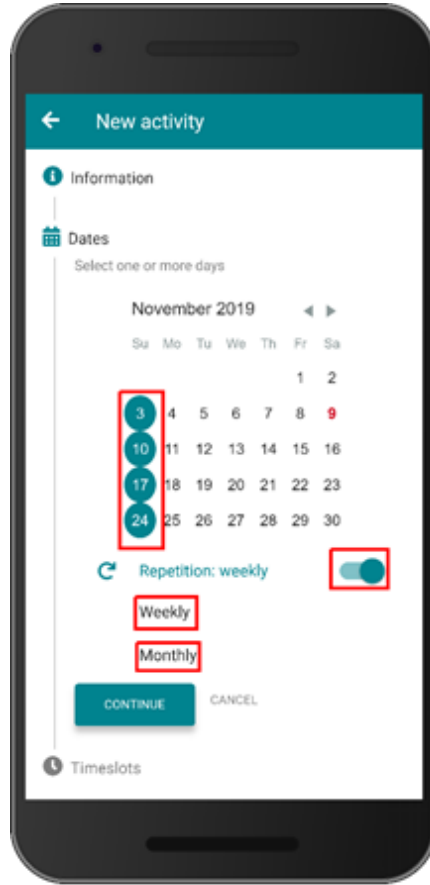 New activity
Information
Dates
Select one or more days
November 2019
Su Mo Tu We Th Fr Sa
1 2
3 4 5 6 7 8 9
10 11 12 13 14 15 16
17 18 19 20 21 22 23
24 25 26 27 28 29 30
Repetition: weekly
Weekly
Monthly
CONTINUE CANCEL
Timeslots